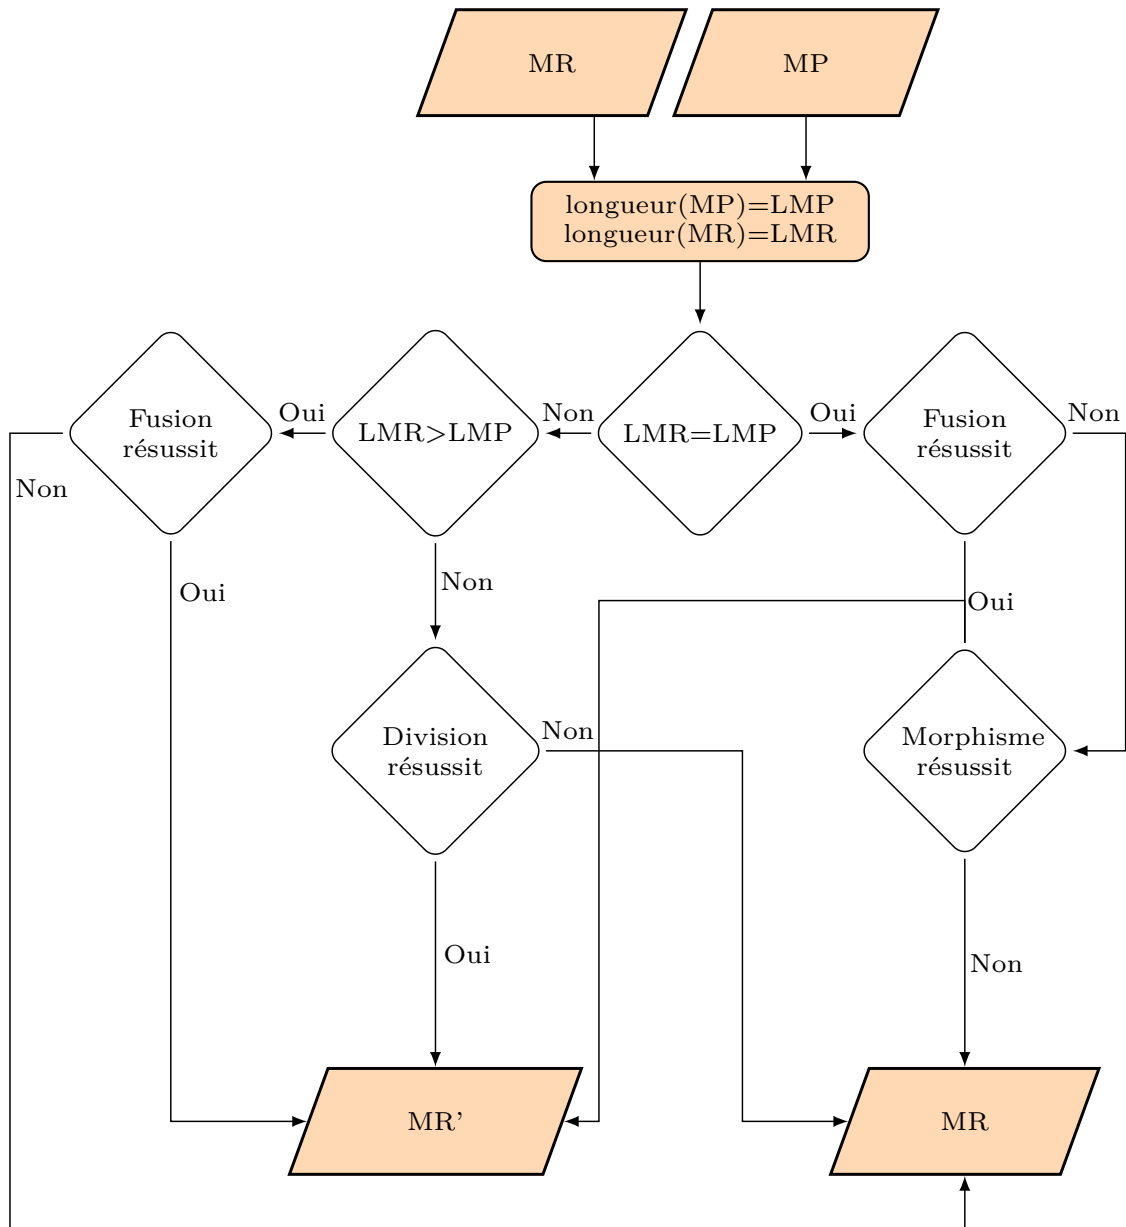 MR
MP
longueur(MP)=LMP
longueur(MR)=LMR
Fusion
résussit
Oui
LMR>LMP
Non
LMR=LMP
Oui
Fusion
résussit
Non
Non
Oui
Non
Oui
Division
résussit
Non
Morphisme
résussit
Oui
Non
MR'
MR